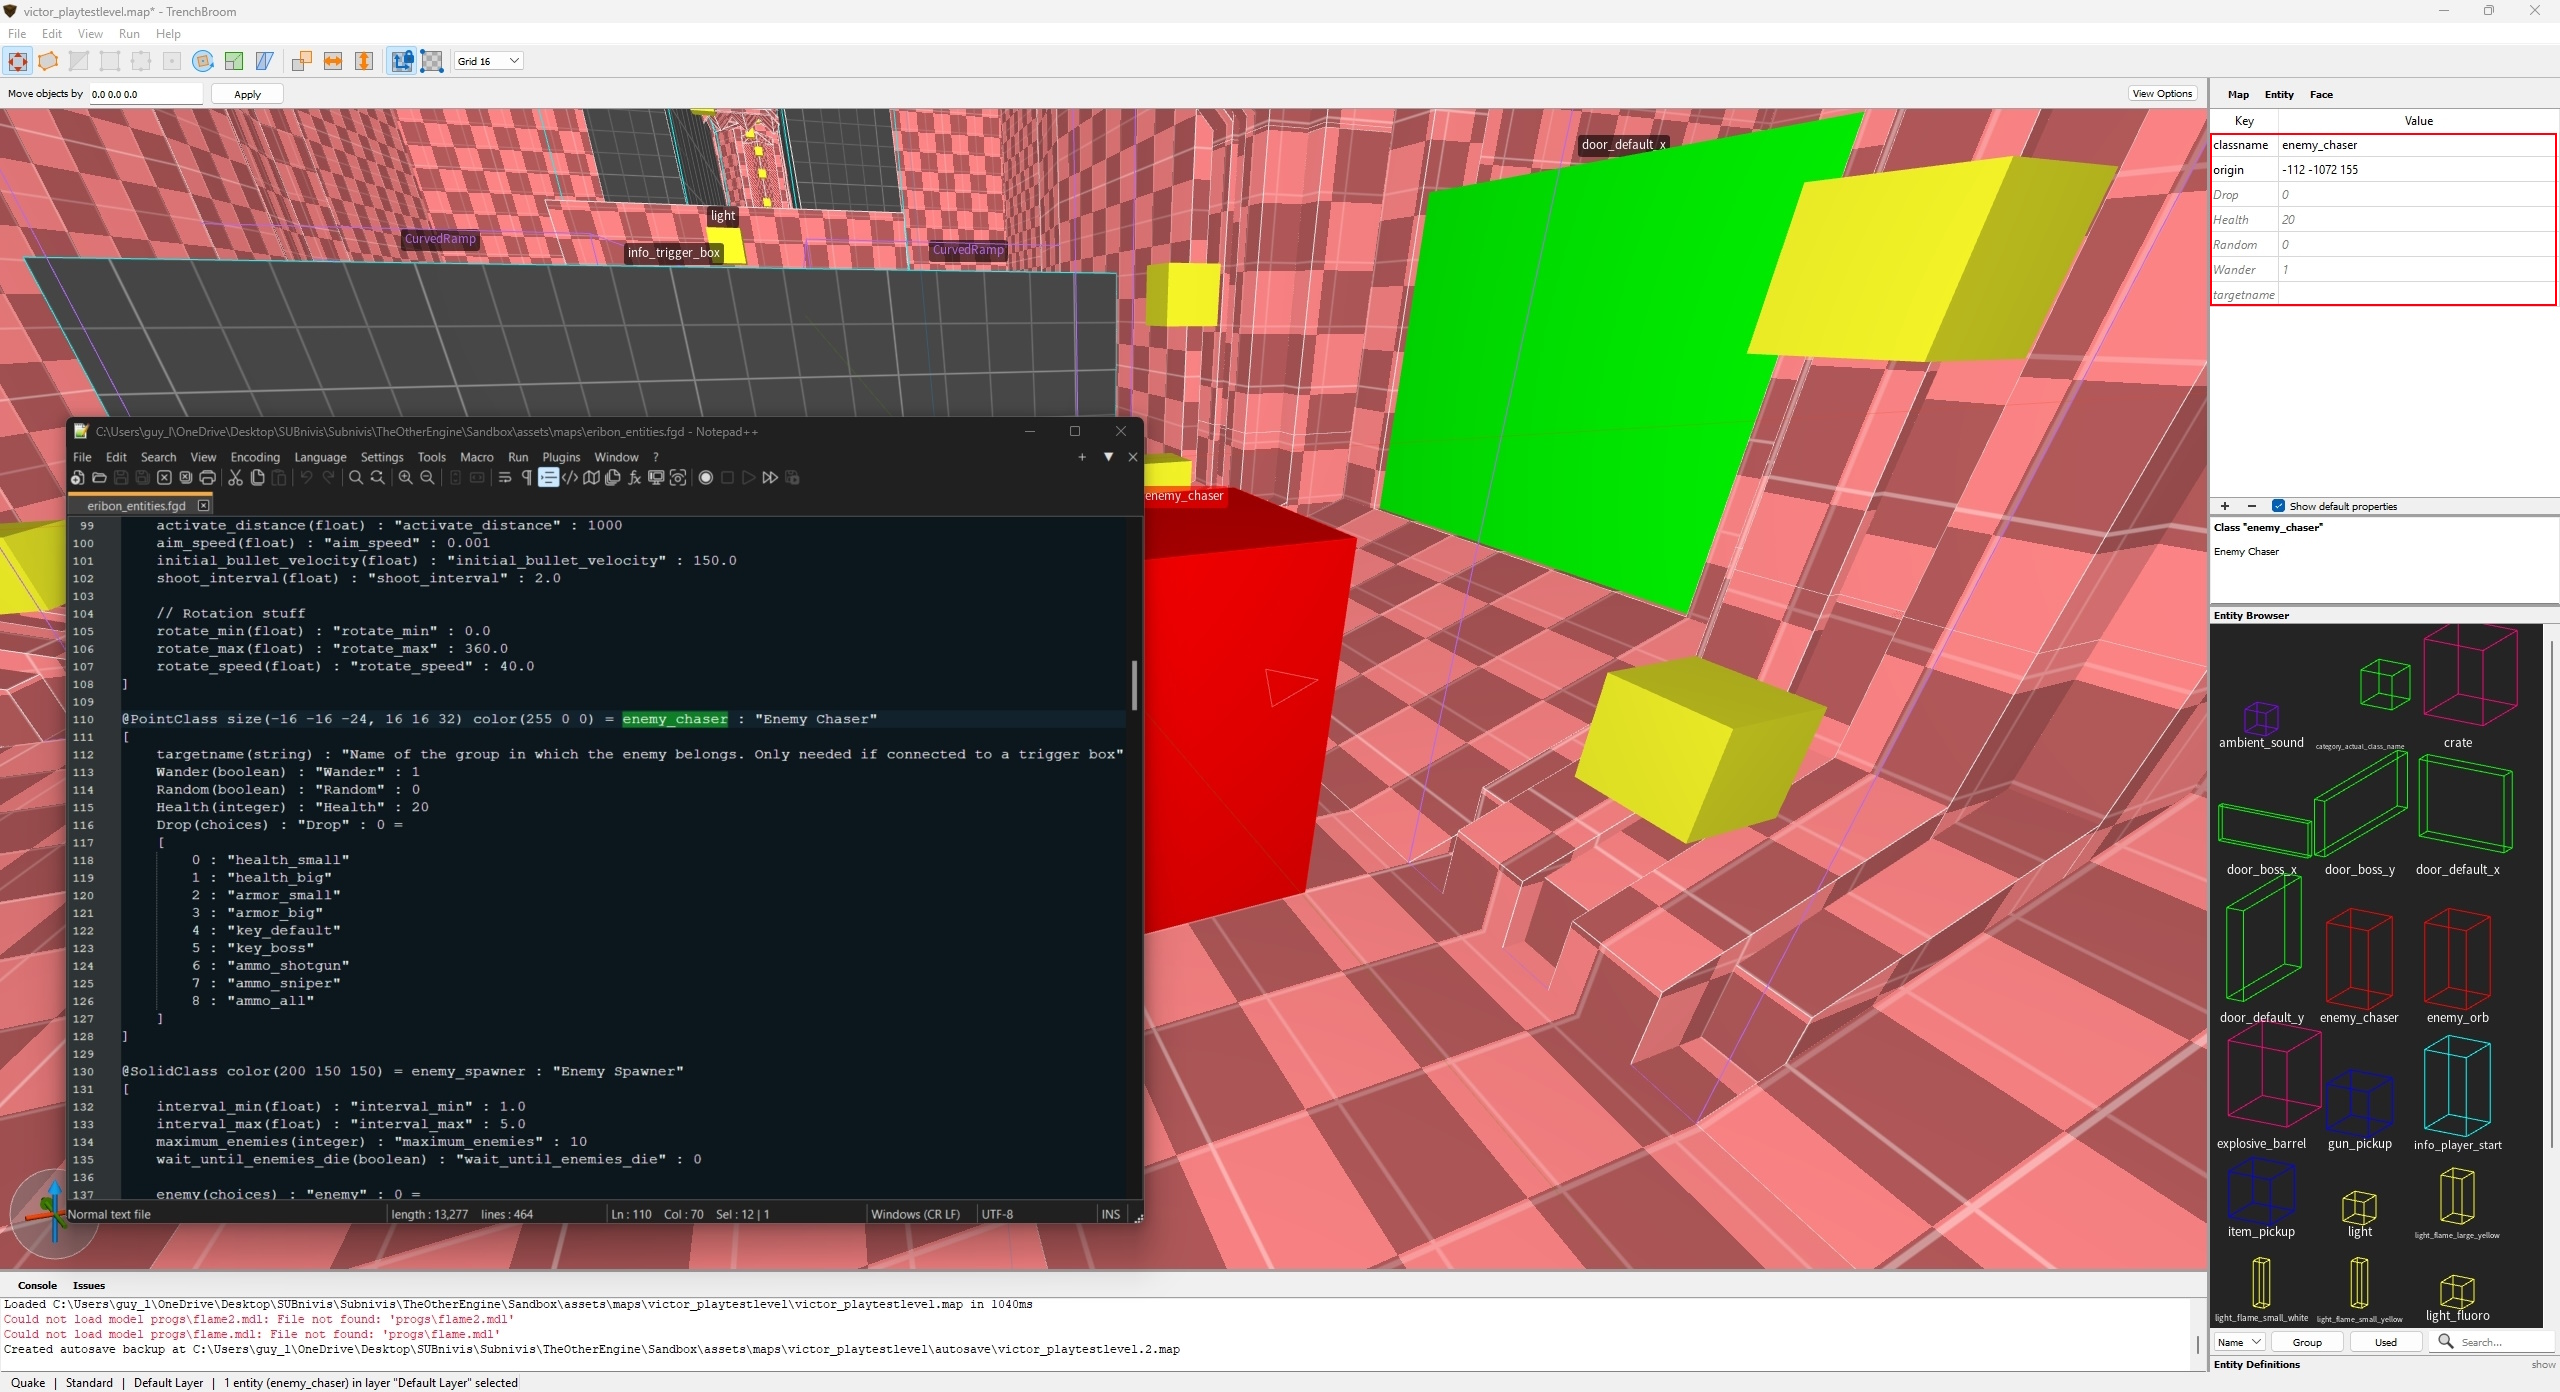 victor_playtestlevel.map* - TrenchBroom
File Edit View Run Help
Grid 16
Move objects by 0.0 0.0 0.0 Apply
View Options
door_default_x
light
CurvedRamp
info_trigger_box
CurvedRamp
enemy_chaser
C:\Users\guy_l\OneDrive\Desktop\SUBnivis\Subnivis\TheOtherEngine\Sandbox\assets\maps\eribon_entities.fgd - Notepad++
File Edit Search View Encoding Language Settings Tools Macro Run Plugins Window ?
eribon_entities.fgd
99 activate_distance(float) : "activate_distance" : 1000
100 aim_speed(float) : "aim_speed" : 0.001
101 initial_bullet_velocity(float) : "initial_bullet_velocity" : 150.0
102 shoot_interval(float) : "shoot_interval" : 2.0
103
104 // Rotation stuff
105 rotate_min(float) : "rotate_min" : 0.0
106 rotate_max(float) : "rotate_max" : 360.0
107 rotate_speed(float) : "rotate_speed" : 40.0
108 ]
109
110 @PointClass size(-16 -16 -24, 16 16 32) color(255 0 0) = enemy_chaser : "Enemy Chaser"
111 [
112 targetname(string) : "Name of the group in which the enemy belongs. Only needed if connected to a trigger box"
113 Wander(boolean) : "Wander" : 1
114 Random(boolean) : "Random" : 0
115 Health(integer) : "Health" : 20
116 Drop(choices) : "Drop" : 0 =
117 [
118 0 : "health_small"
119 1 : "health_big"
120 2 : "armor_small"
121 3 : "armor_big"
122 4 : "key_default"
123 5 : "key_boss"
124 6 : "ammo_shotgun"
125 7 : "ammo_sniper"
126 8 : "ammo_all"
127 ]
128 ]
129
130 @SolidClass color(200 150 150) = enemy_spawner : "Enemy Spawner"
131 [
132 interval_min(float) : "interval_min" : 1.0
133 interval_max(float) : "interval_max" : 5.0
134 maximum_enemies(integer) : "maximum_enemies" : 10
135 wait_until_enemies_die(boolean) : "wait_until_enemies_die" : 0
136
137 enemy(choices) : "enemy" : 0 =
Normal text file length : 13,277 lines : 464 Ln : 110 Col : 70 Sel : 12 | 1 Windows (CR LF) UTF-8 INS
Console Issues
Loaded C:\Users\guy_l\OneDrive\Desktop\SUBnivis\Subnivis\TheOtherEngine\Sandbox\assets\maps\victor_playtestlevel\victor_playtestlevel.map in 1040ms
Could not load model progs\flame2.mdl: File not found: 'progs\flame2.mdl'
Could not load model progs\flame.mdl: File not found: 'progs\flame.mdl'
Created autosave backup at C:\Users\guy_l\OneDrive\Desktop\SUBnivis\Subnivis\TheOtherEngine\Sandbox\assets\maps\victor_playtestlevel\autosave\victor_playtestlevel.2.map
Quake | Standard | Default Layer | 1 entity (enemy_chaser) in layer "Default Layer" selected
Map Entity Face
Key Value
classname enemy_chaser
origin -112 -1072 155
Drop 0
Health 20
Random 0
Wander 1
targetname
+ − Show default properties
Class "enemy_chaser"
Enemy Chaser
Entity Browser
ambient_sound category_actual_class_name crate
door_boss_x door_boss_y door_default_x
door_default_y enemy_chaser enemy_orb
explosive_barrel gun_pickup info_player_start
item_pickup light light_flame_large_yellow
light_flame_small_white light_flame_small_yellow light_fluoro
Name Group Used Search...
Entity Definitions show